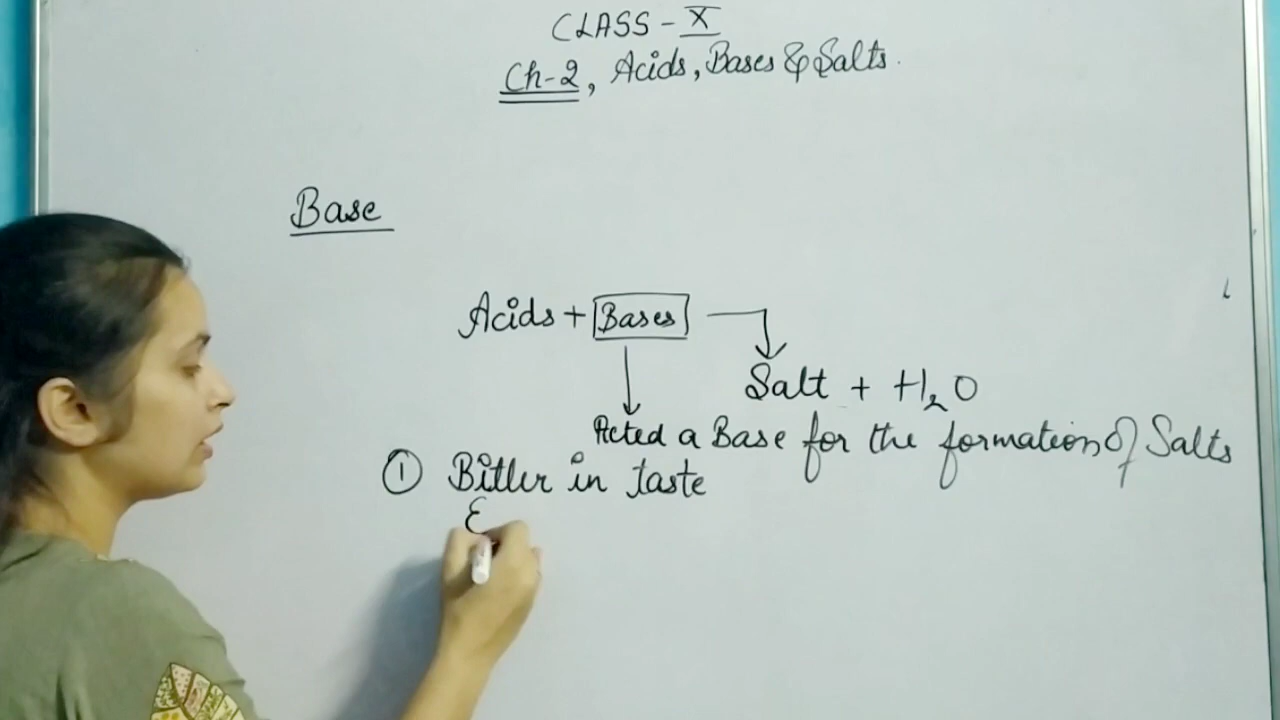 CLASS - X
Ch-2, Acids, Bases & Salts.
Base
Acids + Bases
Salt + H₂O
Acted a Base for the formation of Salts
① Bitter in taste
E